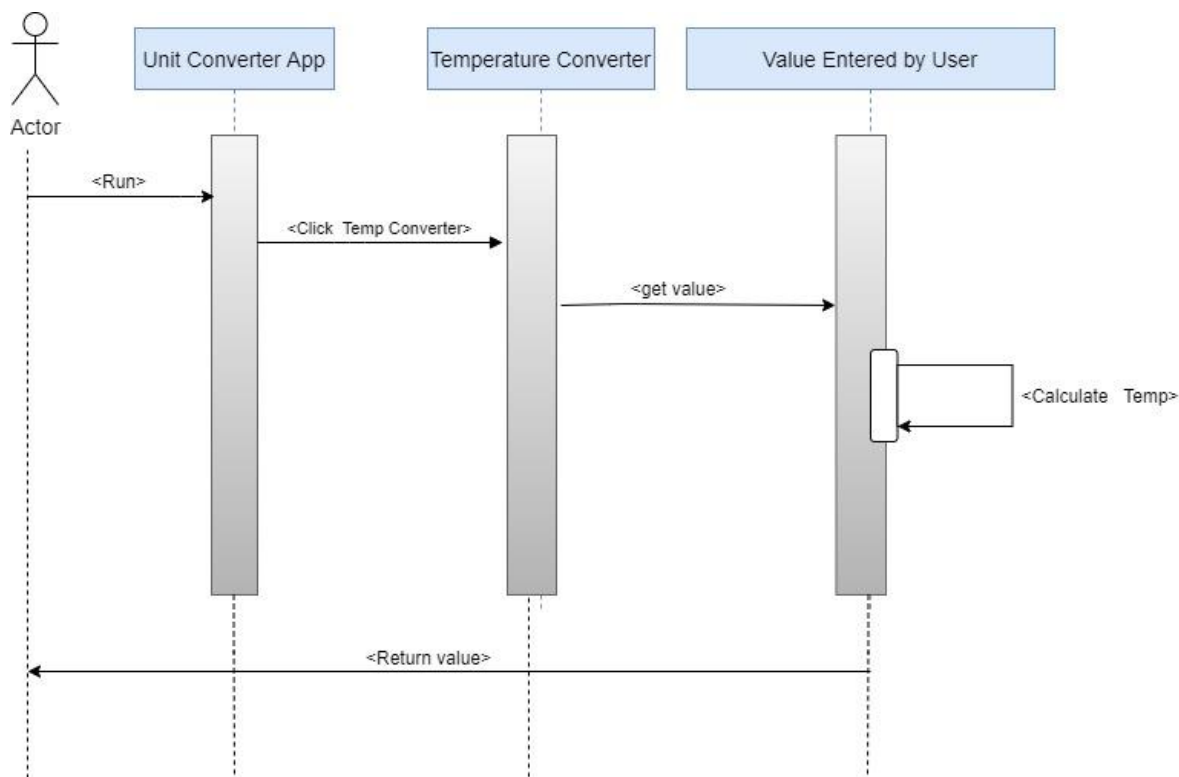 Unit Converter App
Temperature Converter
Value Entered by User
Actor
<Run>
<Click Temp Converter>
<get value>
<Calculate Temp>
<Return value>